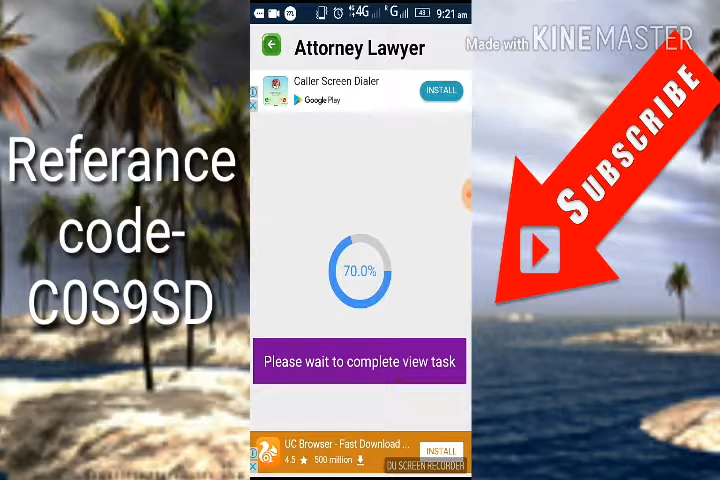 4G
G
43
9:21 am
Attorney Lawyer
Made with KINEMASTER
Caller Screen Dialer
INSTALL
Google Play
SUBSCRIBE
Referance
code-
C0S9SD
70.0%
Please wait to complete view task
UC Browser - Fast Download ...
4.5 ★ 500 million
INSTALL
DU SCREEN RECORDER